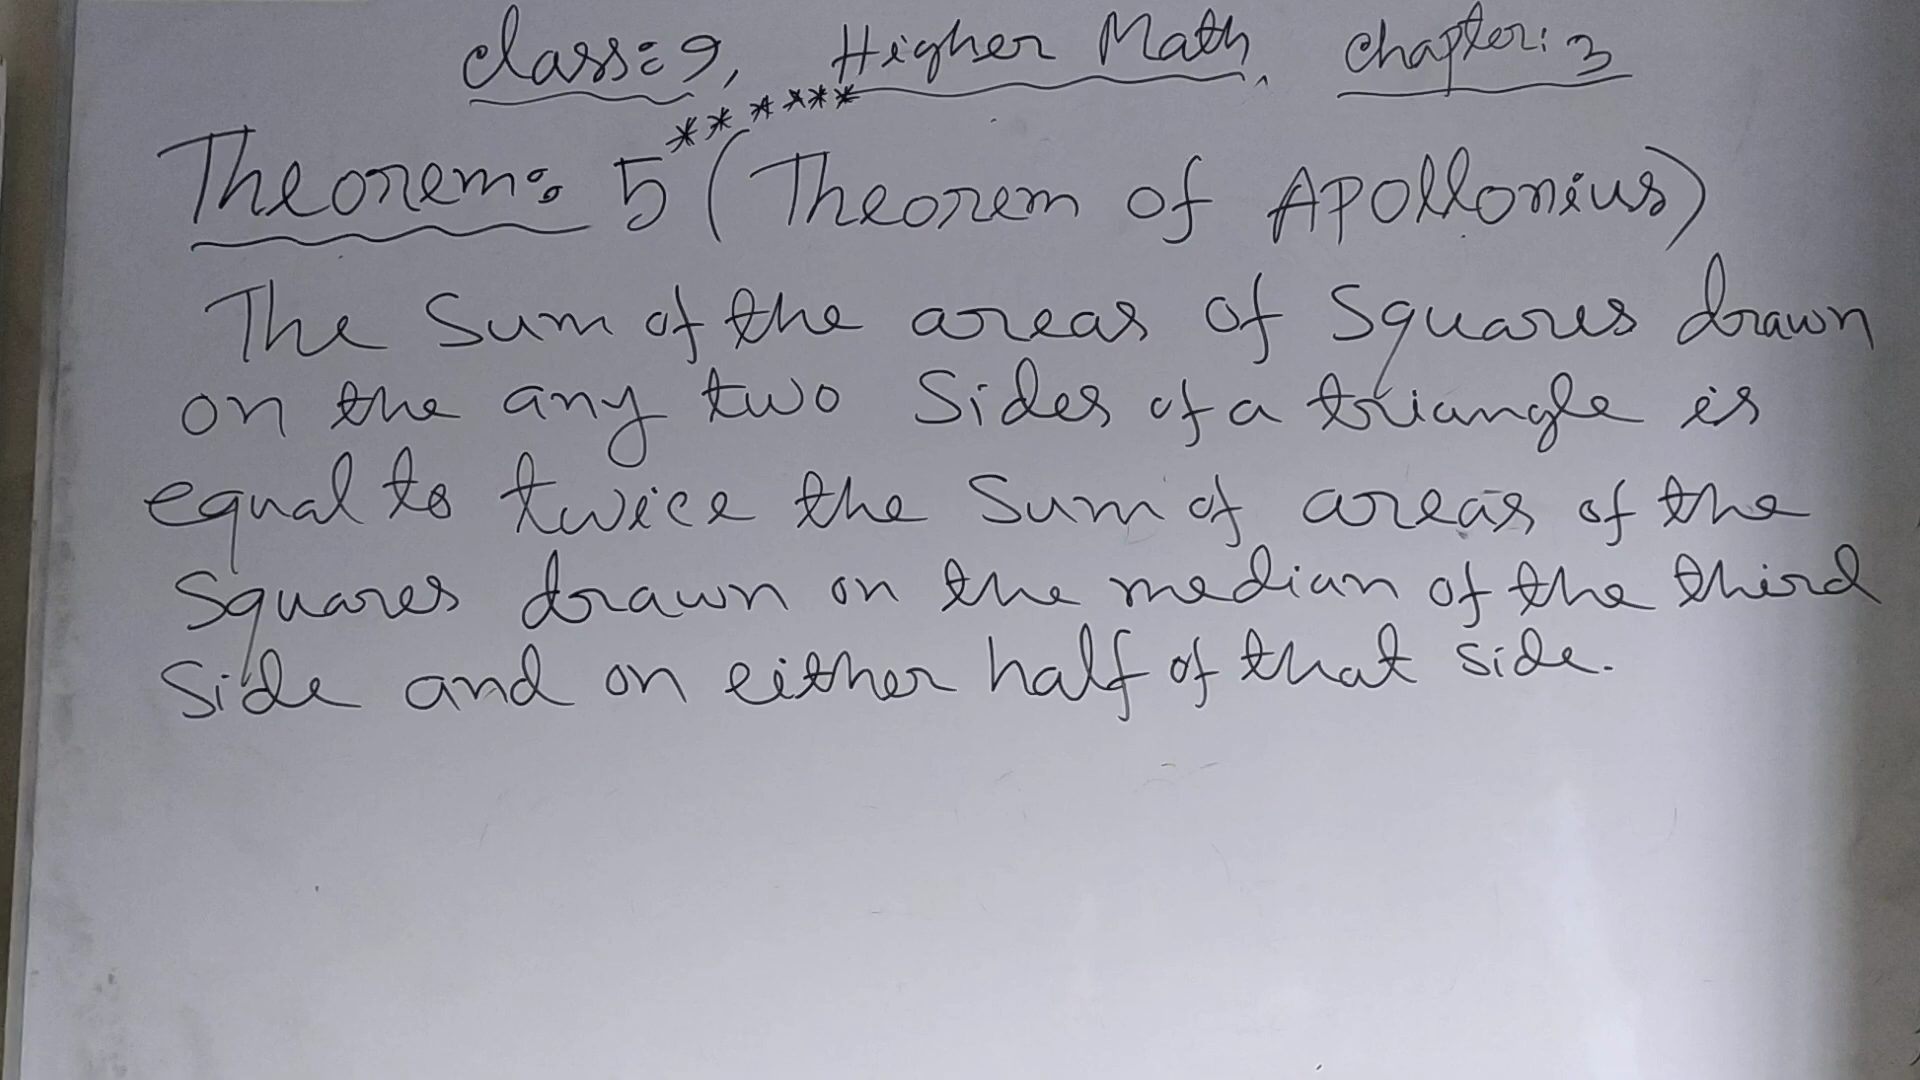 Class: 9, Higher Math, Chapter: 3
******
Theorem: 5 (Theorem of Apollonius)
The Sum of the areas of Squares drawn
on the any two Sides of a triangle is
equal to twice the Sum of areas of the
Squares drawn on the median of the third
Side and on either half of that side.